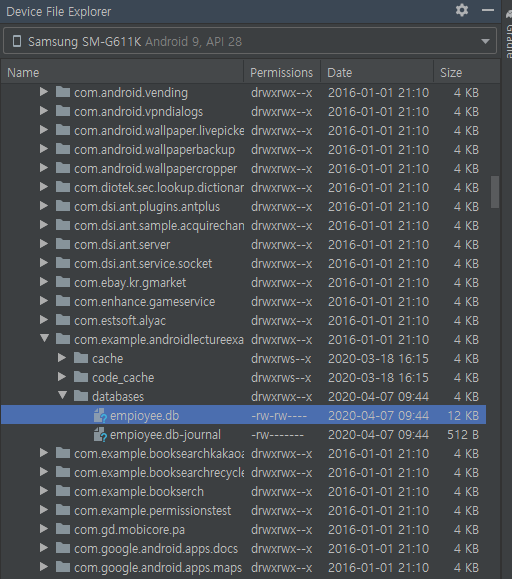 Device File Explorer
Samsung SM-G611K Android 9, API 28
Gradle
Name Permissions Date Size
com.android.vending drwxrwx--x 2016-01-01 21:10 4 KB
com.android.vpndialogs drwxrwx--x 2016-01-01 21:10 4 KB
com.android.wallpaper.livepicke drwxrwx--x 2016-01-01 21:10 4 KB
com.android.wallpaperbackup drwxrwx--x 2016-01-01 21:10 4 KB
com.android.wallpapercropper drwxrwx--x 2016-01-01 21:10 4 KB
com.diotek.sec.lookup.dictionar drwxrwx--x 2016-01-01 21:10 4 KB
com.dsi.ant.plugins.antplus drwxrwx--x 2016-01-01 21:10 4 KB
com.dsi.ant.sample.acquirechan drwxrwx--x 2016-01-01 21:10 4 KB
com.dsi.ant.server drwxrwx--x 2016-01-01 21:10 4 KB
com.dsi.ant.service.socket drwxrwx--x 2016-01-01 21:10 4 KB
com.ebay.kr.gmarket drwxrwx--x 2016-01-01 21:10 4 KB
com.enhance.gameservice drwxrwx--x 2016-01-01 21:10 4 KB
com.estsoft.alyac drwxrwx--x 2016-01-01 21:10 4 KB
com.example.androidlectureexa drwxrwx--x 2016-01-01 21:10 4 KB
cache drwxrws--x 2020-03-18 16:15 4 KB
code_cache drwxrws--x 2020-03-18 16:15 4 KB
databases drwxrwx--x 2020-04-07 09:44 4 KB
empioyee.db -rw-rw---- 2020-04-07 09:44 12 KB
empioyee.db-journal -rw------- 2020-04-07 09:44 512 B
com.example.booksearchkakaoa drwxrwx--x 2016-01-01 21:10 4 KB
com.example.booksearchrecycle drwxrwx--x 2016-01-01 21:10 4 KB
com.example.bookserch drwxrwx--x 2016-01-01 21:10 4 KB
com.example.permissionstest drwxrwx--x 2016-01-01 21:10 4 KB
com.gd.mobicore.pa drwxrwx--x 2016-01-01 21:10 4 KB
com.google.android.apps.docs drwxrwx--x 2016-01-01 21:10 4 KB
com.google.android.apps.maps drwxrwx--x 2016-01-01 21:10 4 KB